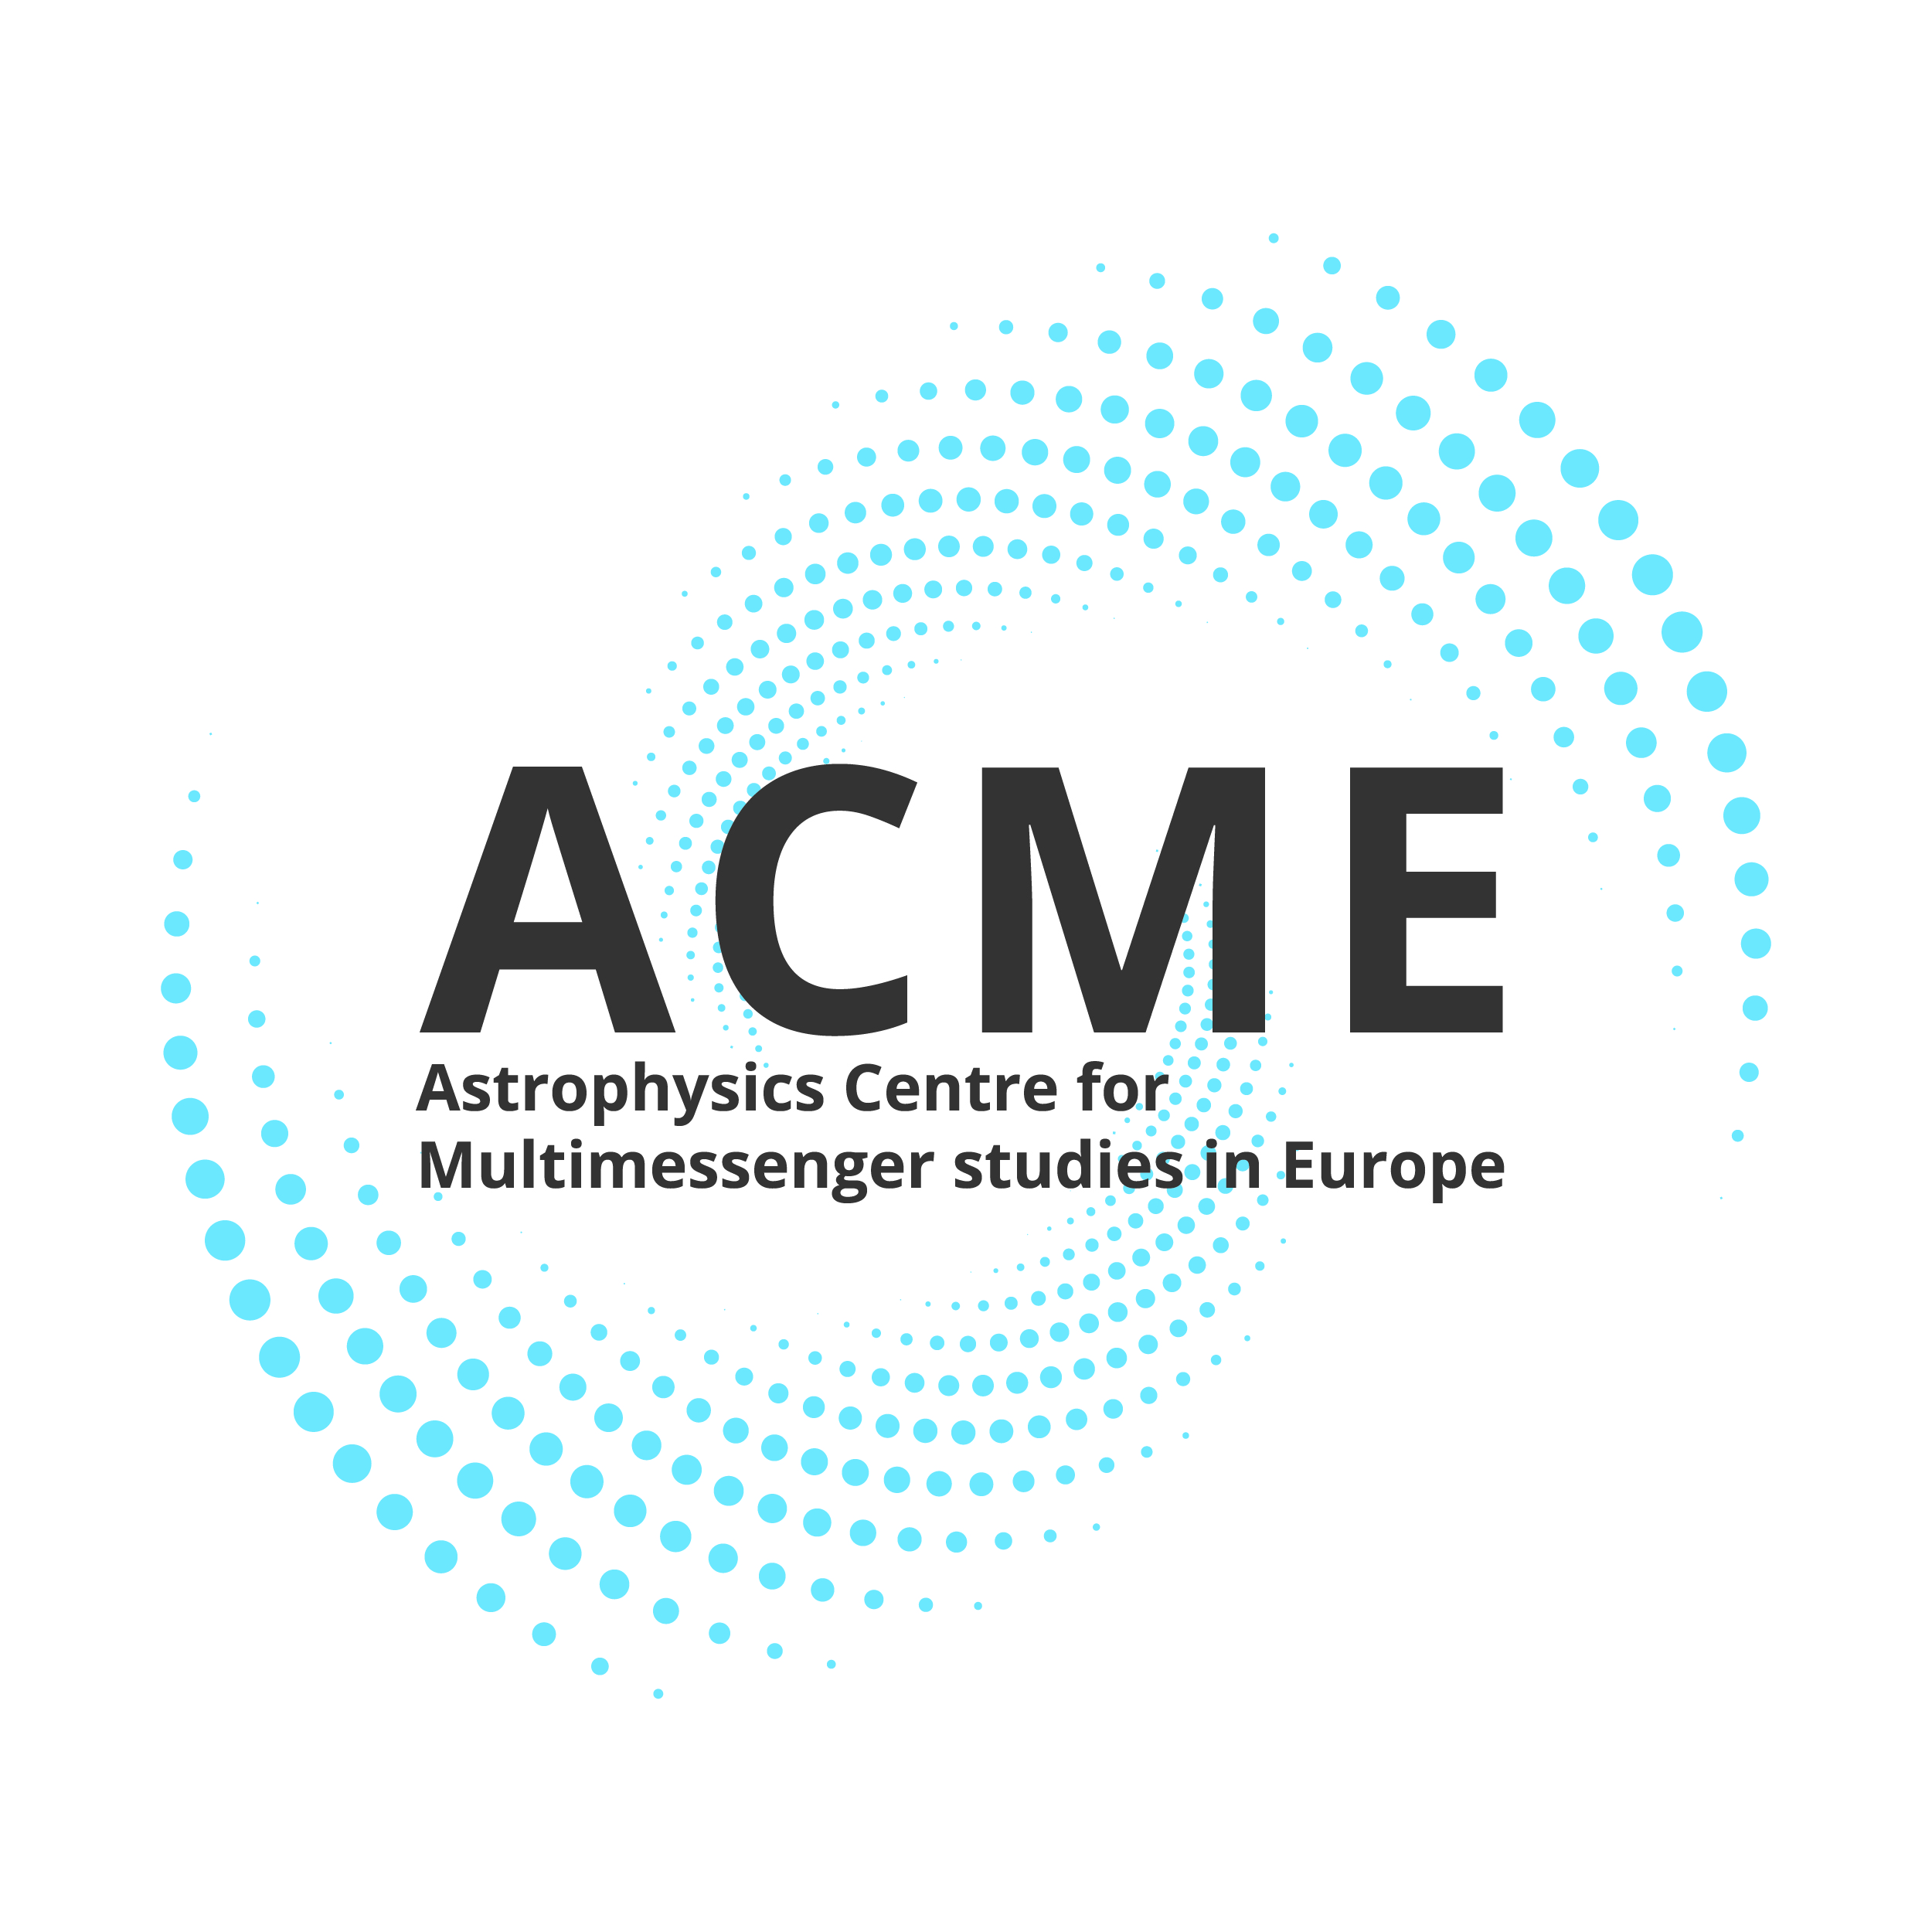 ACME
Astrophysics Centre for
Multimessenger studies in Europe